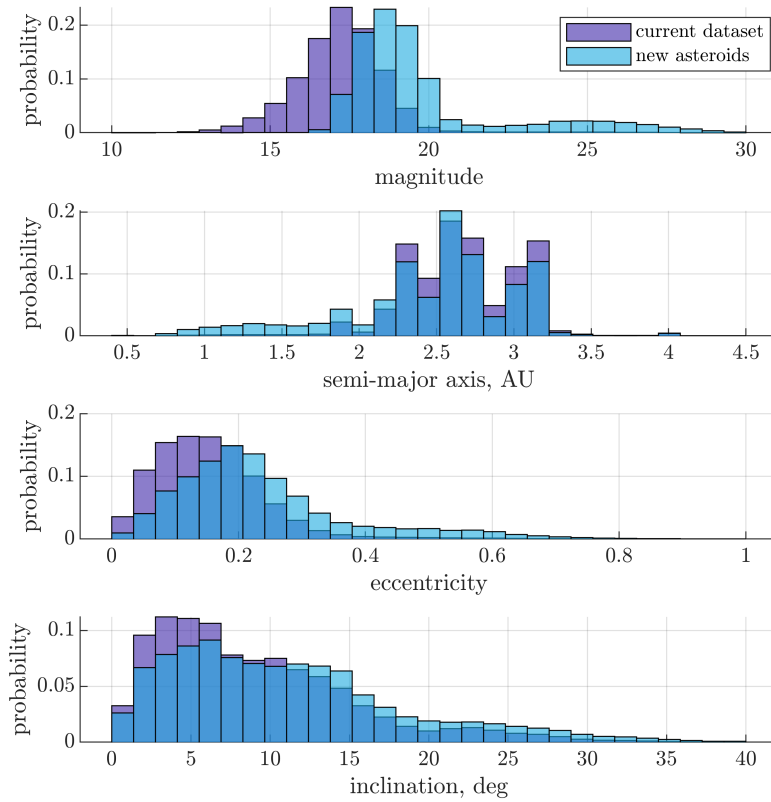 probability
0.2
0.1
0
current dataset
new asteroids
10 15 20 25 30
magnitude
probability
0.2
0.1
0
0.5 1 1.5 2 2.5 3 3.5 4 4.5
semi-major axis, AU
probability
0.2
0.1
0
0 0.2 0.4 0.6 0.8 1
eccentricity
probability
0.1
0.05
0
0 5 10 15 20 25 30 35 40
inclination, deg